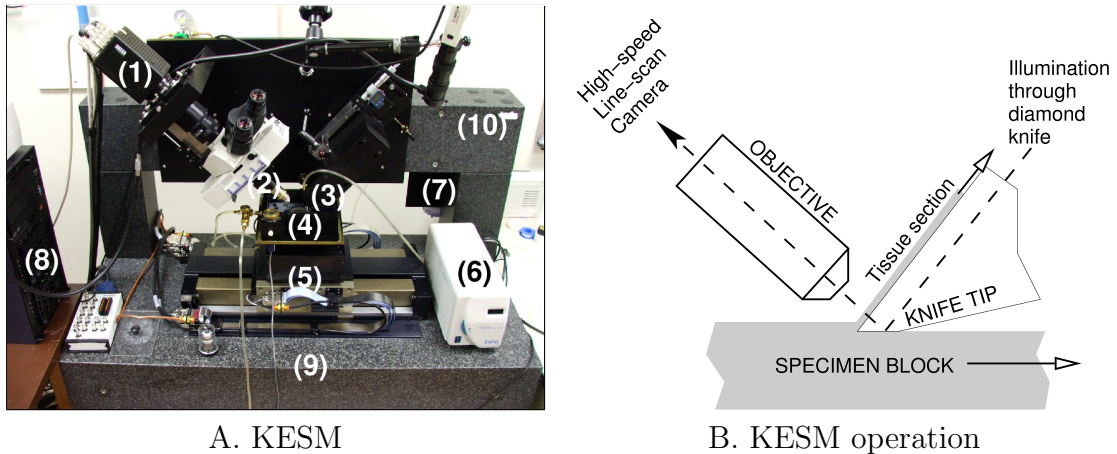 (1)
(2)
(3)
(4)
(5)
(6)
(7)
(8)
(9)
(10)
A. KESM
High-speed
Line-scan
Camera
OBJECTIVE
Tissue section
Illumination
through
diamond
knife
KNIFE TIP
SPECIMEN BLOCK
B. KESM operation